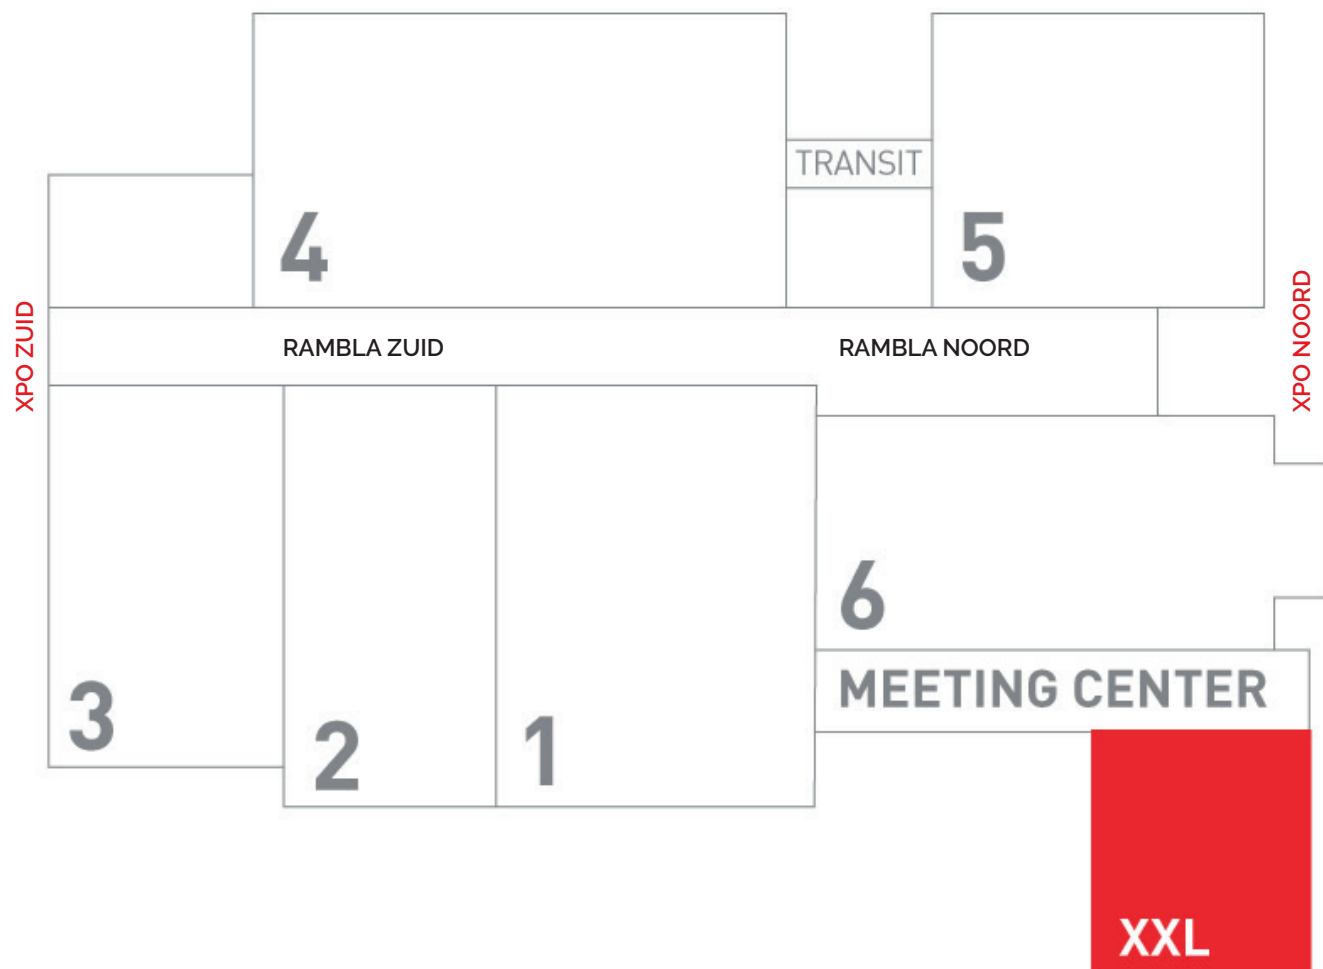 TRANSIT
4
5
XPO ZUID
RAMBLA ZUID
RAMBLA NOORD
XPO NOORD
6
MEETING CENTER
3
2
1
XXL